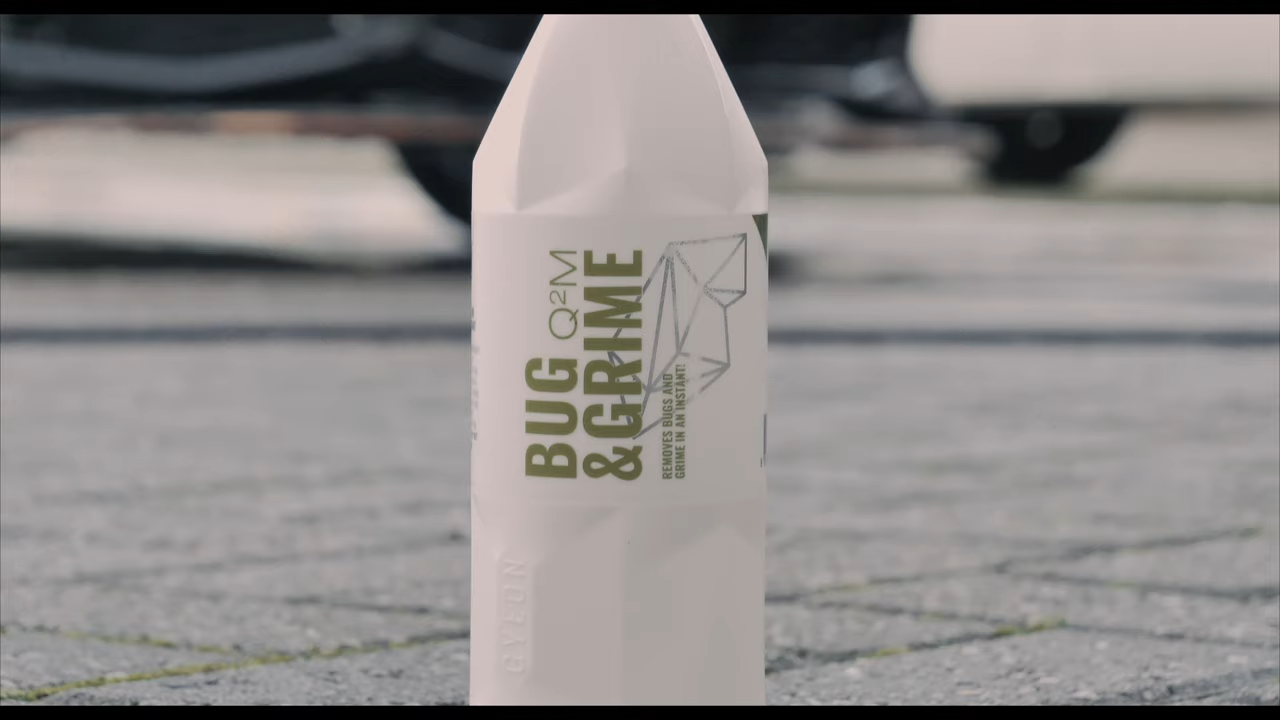 BUG Q²M
&GRIME
REMOVES BUGS AND
GRIME IN AN INSTANT!
GYEON